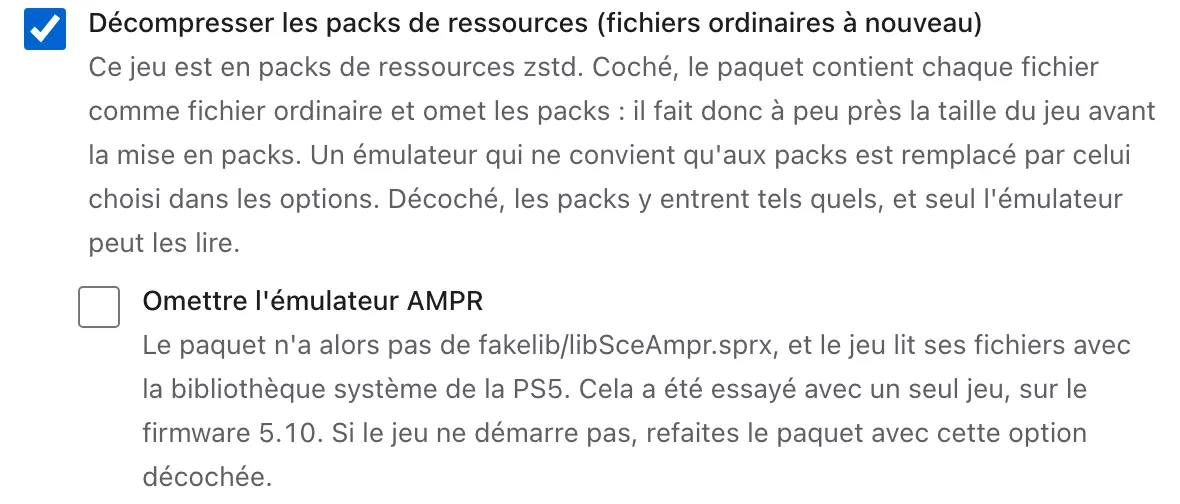 Décompresser les packs de ressources (fichiers ordinaires à nouveau)
Ce jeu est en packs de ressources zstd. Coché, le paquet contient chaque fichier
comme fichier ordinaire et omet les packs : il fait donc à peu près la taille du jeu avant
la mise en packs. Un émulateur qui ne convient qu'aux packs est remplacé par celui
choisi dans les options. Décoché, les packs y entrent tels quels, et seul l'émulateur
peut les lire.
Omettre l'émulateur AMPR
Le paquet n'a alors pas de fakelib/libSceAmpr.sprx, et le jeu lit ses fichiers avec
la bibliothèque système de la PS5. Cela a été essayé avec un seul jeu, sur le
firmware 5.10. Si le jeu ne démarre pas, refaites le paquet avec cette option
décochée.